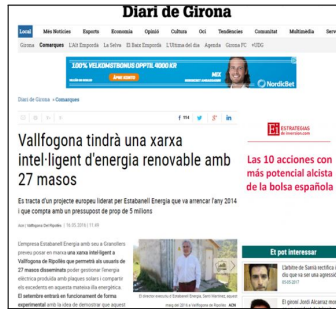 Diari de Girona
Local Més Notícies Esports Economia Opinió Cultura Oci Tendències Comunitat Multimèdia
Girona Comarques L'Alt Empordà La Selva El Baix Empordà L'Última del dia Agenda Girona FC +UDG
100% VELKOMSTBONUS OPPTIL 4000 KR
NordicBet
Diari de Girona » Comarques
Vallfogona tindrà una xarxa
intel·ligent d'energia renovable amb
27 masos
Es tracta d'un projecte europeu liderat per Estabanell Energia que va arrencar l'any 2014
i que compta amb un pressupost de prop de 5 milions
L'empresa Estabanell Energia amb seu a Granollers
preveu posar en marxa una xarxa intel·ligent a
Vallfogona de Ripollès que permetrà als usuaris de
27 masos disseminats poder gestionar l'energia
elèctrica produïda amb plaques solars i compartir
els excedents en aquesta mateixa illa energètica.
El setembre entrarà en funcionament de forma
experimental amb la idea de demostrar que aquest
ESTRATEGIAS
Las 10 acciones con
más potencial alcista
de la bolsa española
Et pot interessar